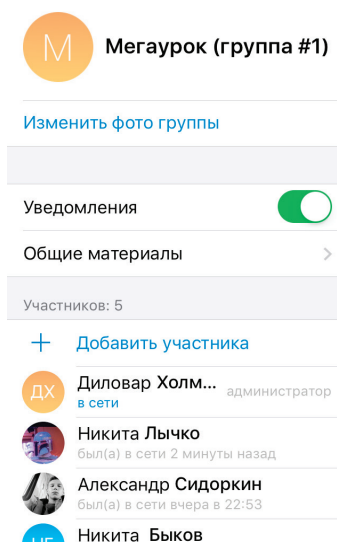 М
Мегаурок (группа #1)
Изменить фото группы
Уведомления
Общие материалы
Участников: 5
Добавить участника
ДХ
Диловар Холм...
администратор
в сети
Никита Лычко
был(а) в сети 2 минуты назад
Александр Сидоркин
был(а) в сети вчера в 22:53
Никита Быков